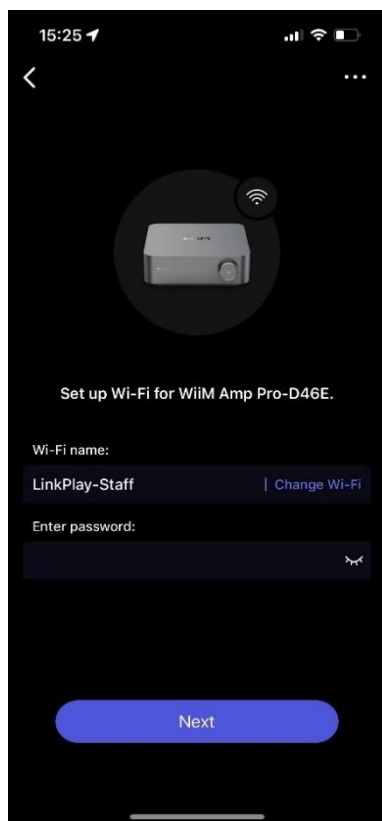 15:25
Set up Wi-Fi for WiiM Amp Pro-D46E.
Wi-Fi name:
LinkPlay-Staff | Change Wi-Fi
Enter password:
Next